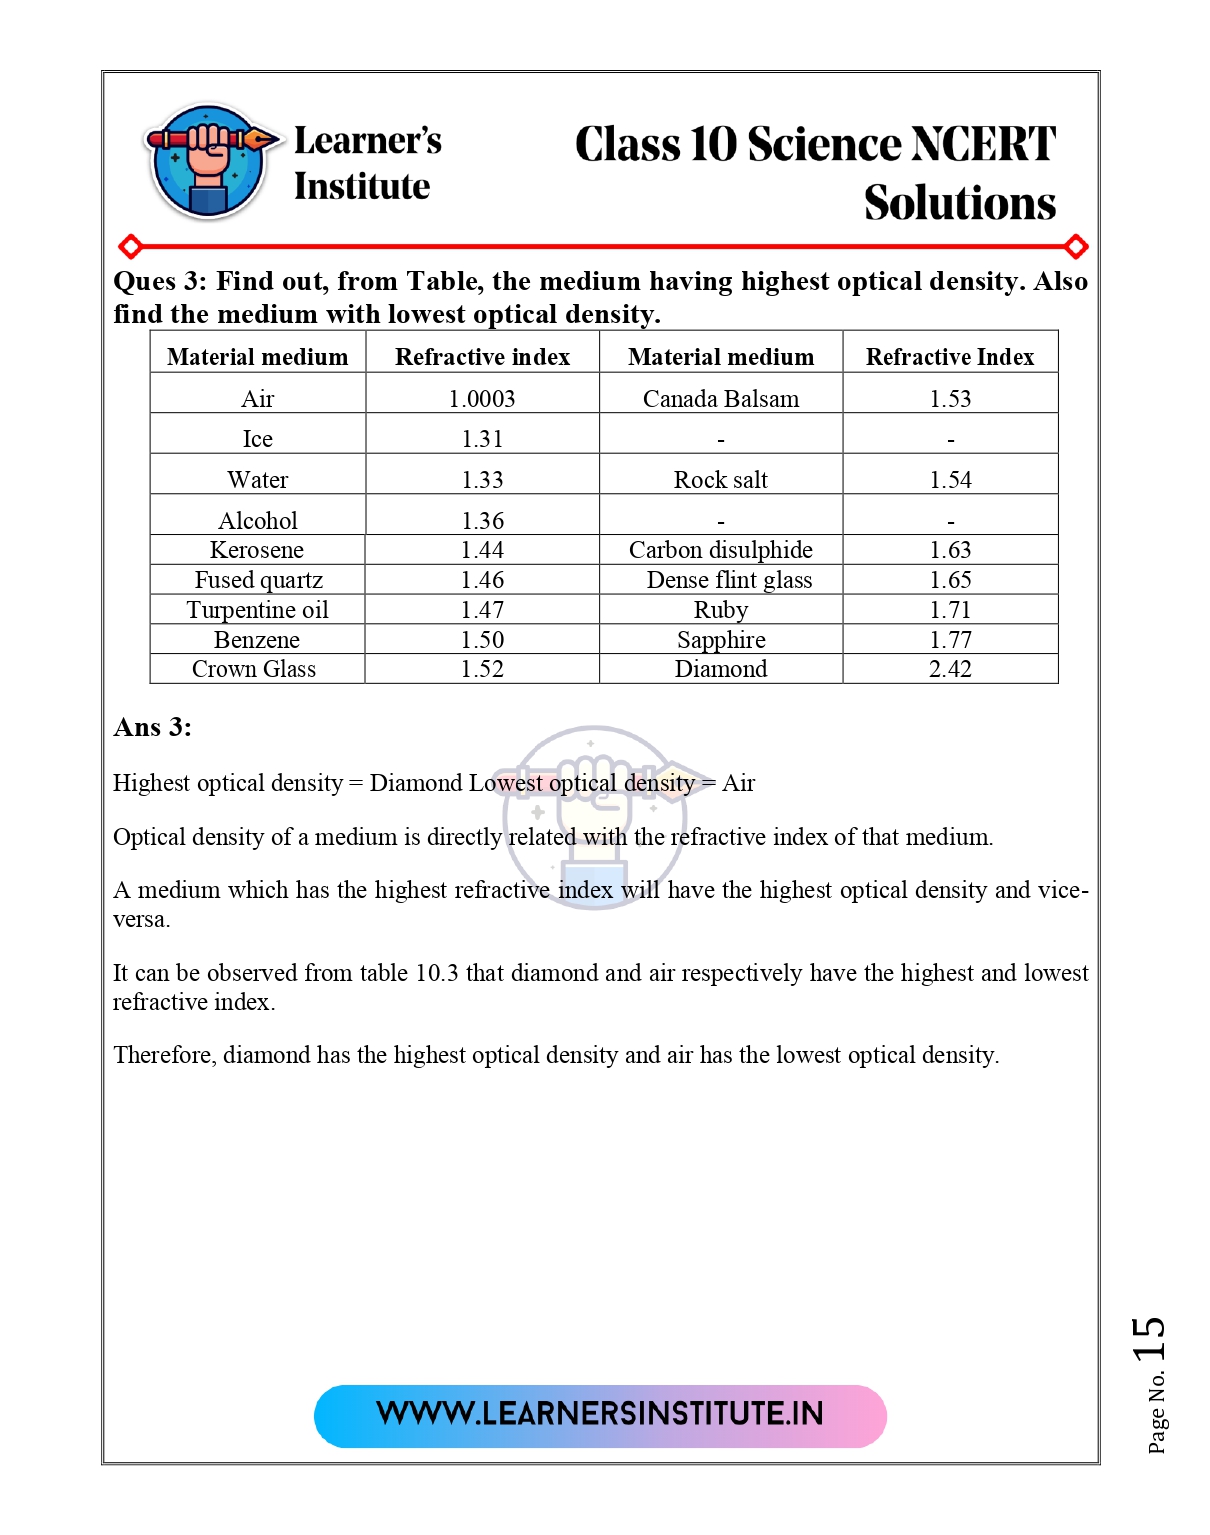 Learner's
Institute
Class 10 Science NCERT
Solutions
Ques 3: Find out, from Table, the medium having highest optical density. Also
find the medium with lowest optical density.
Material medium Refractive index Material medium Refractive Index
Air 1.0003 Canada Balsam 1.53
Ice 1.31 - -
Water 1.33 Rock salt 1.54
Alcohol 1.36 - -
Kerosene 1.44 Carbon disulphide 1.63
Fused quartz 1.46 Dense flint glass 1.65
Turpentine oil 1.47 Ruby 1.71
Benzene 1.50 Sapphire 1.77
Crown Glass 1.52 Diamond 2.42
Ans 3:
Highest optical density = Diamond Lowest optical density = Air
Optical density of a medium is directly related with the refractive index of that medium.
A medium which has the highest refractive index will have the highest optical density and vice-
versa.
It can be observed from table 10.3 that diamond and air respectively have the highest and lowest
refractive index.
Therefore, diamond has the highest optical density and air has the lowest optical density.
WWW.LEARNERSINSTITUTE.IN
Page No. 15